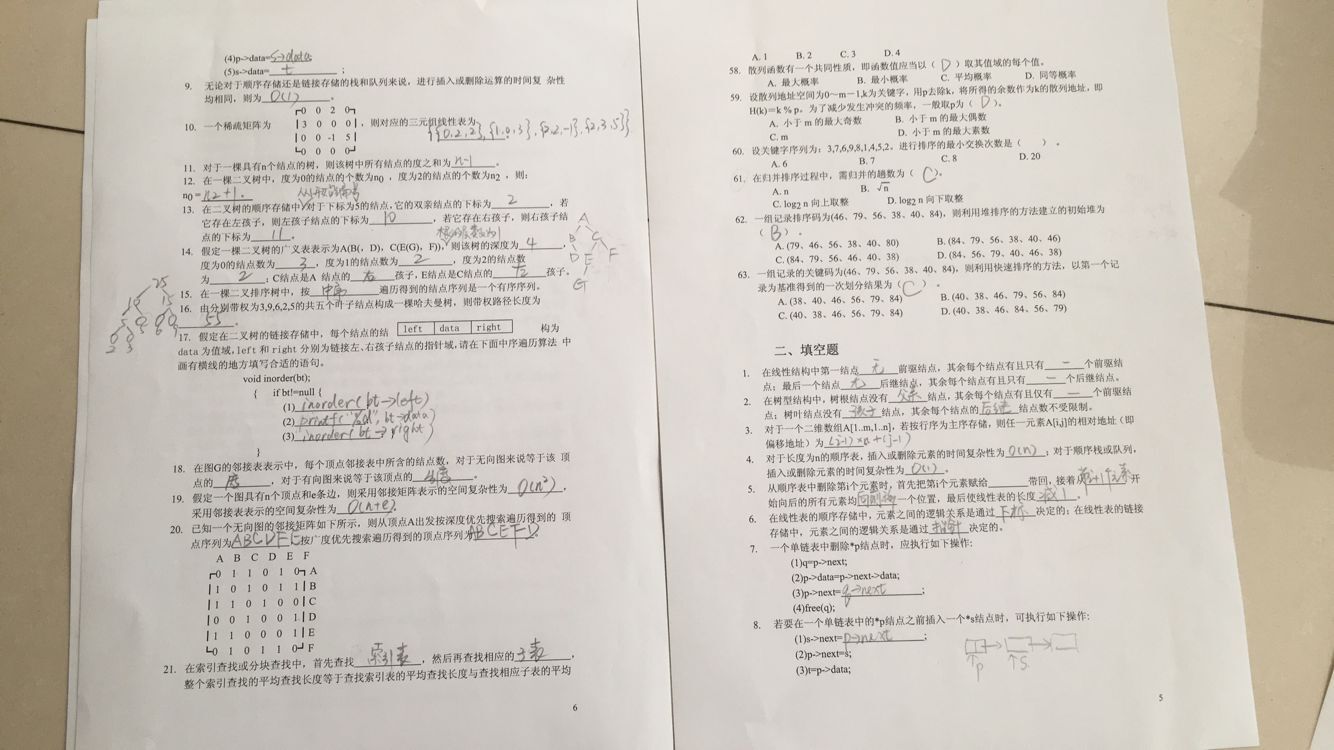 (4)p->data=s->data;
(5)s->data= t ;
9. 无论对于顺序存储还是链接存储的栈和队列来说，进行插入或删除运算的时间复 杂性
均相同，则为 O(1) 。
0 0 2 0
10. 一个稀疏矩阵为 3 0 0 0 ，则对应的三元组线性表为 {{0,2,2},{1,0,3},{2,2,-1},{2,3,5}}
0 0 -1 5
0 0 0 0
11. 对于一棵具有n个结点的树，则该树中所有结点的度之和为 n-1 。
12. 在一棵二叉树中，度为0的结点的个数为n0 ，度为2的结点的个数为n2 ，则：
n0 = n2+1 。
13. 在二叉树的顺序存储中，对于下标为5的结点，它的双亲结点的下标为 2 ，若
它存在左孩子，则左孩子结点的下标为 10 ，若它存在右孩子，则右孩子结
点的下标为 11 。
14. 假定一棵二叉树的广义表表示为A(B(，D)，C(E(G)，F))，则该树的深度为 4 ，
度为0的结点数为 3 ，度为1的结点数为 2 ，度为2的结点数
为 2 ；C结点是A 结点的 右 孩子，E结点是C结点的 左 孩子。
A
B C
D E F
G
15. 在一棵二叉排序树中，按 中序 遍历得到的结点序列是一个有序序列。
16. 由分别带权为3,9,6,2,5的共五个叶子结点构成一棵哈夫曼树，则带权路径长度为
55 。
25
10 15
2 3
17. 假定在二叉树的链接存储中，每个结点的结 left data right 构为
data为值域，left和right分别为链接左、右孩子结点的指针域，请在下面中序遍历算法 中
画有横线的地方填写合适的语句。
void inorder(bt);
{ if bt!=null {
(1) inorder(bt->left)
(2) printf("%d",bt->data)
(3) inorder(bt->right)
}
18. 在图G的邻接表表示中，每个顶点邻接表中所含的结点数，对于无向图来说等于该 顶
点的 度 ，对于有向图来说等于该顶点的 出度 。
19. 假定一个图具有n个顶点和e条边，则采用邻接矩阵表示的空间复杂性为 O(n²) ，
采用邻接表表示的空间复杂性为 O(n+e) 。
20. 已知一个无向图的邻接矩阵如下所示，则从顶点A出发按深度优先搜索遍历得到的 顶
点序列为 ABCDFE 按广度优先搜索遍历得到的顶点序列为 ABCEFD 。
A B C D E F
0 1 1 0 1 0 A
1 0 1 0 1 1 B
1 1 0 1 0 0 C
0 0 1 0 0 1 D
1 1 0 0 0 1 E
0 1 0 1 1 0 F
21. 在索引查找或分块查找中，首先查找 索引表 ，然后再查找相应的 子表 ，
整个索引查找的平均查找长度等于查找索引表的平均查找长度与查找相应子表的平均
6
A. 1 B. 2 C. 3 D. 4
58. 散列函数有一个共同性质，即函数值应当以（ D ）取其值域的每个值。
A. 最大概率 B. 最小概率 C. 平均概率 D. 同等概率
59. 设散列地址空间为0～m－1,k为关键字，用p去除k，将所得的余数作为k的散列地址，即
H(k)＝k％p。为了减少发生冲突的频率，一般取p为（ D ）。
A. 小于m的最大奇数 B. 小于m的最大偶数
C. m D. 小于m的最大素数
60. 设关键字序列为：3,7,6,9,8,1,4,5,2。进行排序的最小交换次数是（ ）。
A. 6 B. 7 C. 8 D. 20
61. 在归并排序过程中，需归并的趟数为（ C ）。
A. n B. √n
C. log2 n向上取整 D. log2 n向下取整
62. 一组记录排序码为(46、79、56、38、40、84)，则利用堆排序的方法建立的初始堆为
（ B ）。
A. (79、46、56、38、40、80) B. (84、79、56、38、40、46)
C. (84、79、56、46、40、38) D. (84、56、79、40、46、38)
63. 一组记录的关键码为(46、79、56、38、40、84)，则利用快速排序的方法，以第一个记
录为基准得到的一次划分结果为（ C ）。
A. (38、40、46、56、79、84) B. (40、38、46、79、56、84)
C. (40、38、46、56、79、84) D. (40、38、46、84、56、79)
二、填空题
1. 在线性结构中第一结点 无 前驱结点，其余每个结点有且只有 一 个前驱结
点；最后一个结点 无 后继结点，其余每个结点有且只有 一 个后继结点。
2. 在树型结构中，树根结点没有 父亲 结点，其余每个结点有且仅有 一 个前驱结
点；树叶结点没有 孩子 结点，其余每个结点的 后继 结点数不受限制。
3. 对于一个二维数组A[1..m,1..n]，若按行序为主序存储，则任一元素A[i,j]的相对地址（即
偏移地址）为 (i-1)×n+(j-1)
4. 对于长度为n的顺序表，插入或删除元素的时间复杂性为 O(n) ；对于顺序栈或队列，
插入或删除元素的时间复杂性为 O(1) 。
5. 从顺序表中删除第i个元素时，首先把第i个元素赋给 带回，接着从 第i+1个元素 开
始向后的所有元素均 向前移 一个位置，最后使线性表的长度 减1 。
6. 在线性表的顺序存储中，元素之间的逻辑关系是通过 下标 决定的；在线性表的链接
存储中，元素之间的逻辑关系是通过 指针 决定的。
7. 一个单链表中删除*p结点时，应执行如下操作:
(1)q=p->next;
(2)p->data=p->next->data;
(3)p->next= q->next ;
(4)free(q);
8. 若要在一个单链表中的*p结点之前插入一个*s结点时，可执行如下操作:
(1)s->next= p->next ;
(2)p->next=s;
(3)t=p->data;
p s
5